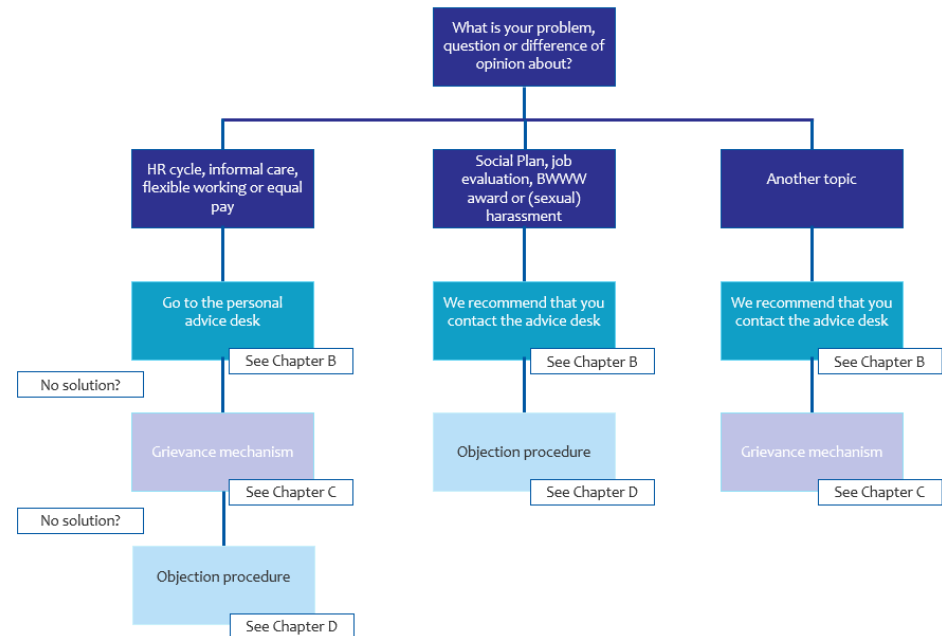 What is your problem,
question or difference of
opinion about?
HR cycle, informal care,
flexible working or equal
pay
Social Plan, job
evaluation, BWWW
award or (sexual)
harassment
Another topic
Go to the personal
advice desk
See Chapter B
We recommend that you
contact the advice desk
See Chapter B
We recommend that you
contact the advice desk
See Chapter B
No solution?
Grievance mechanism
See Chapter C
Objection procedure
See Chapter D
Grievance mechanism
See Chapter C
No solution?
Objection procedure
See Chapter D